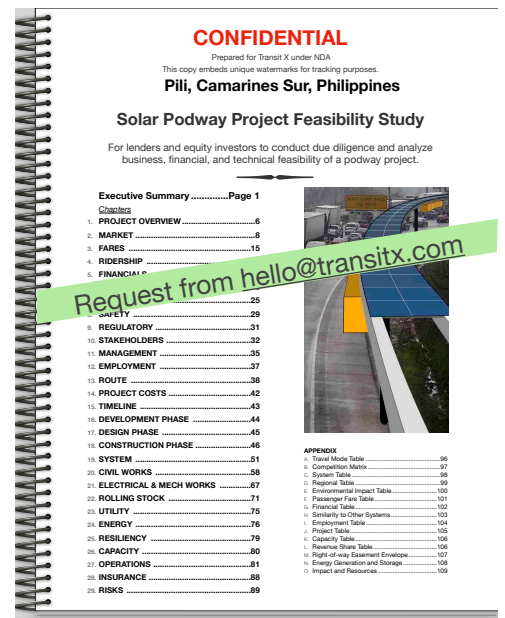 CONFIDENTIAL
Prepared for Transit X under NDA
This copy embeds unique watermarks for tracking purposes.
Pili, Camarines Sur, Philippines
Solar Podway Project Feasibility Study
For lenders and equity investors to conduct due diligence and analyze
business, financial, and technical feasibility of a podway project.
Executive Summary..............Page 1
Chapters
1. PROJECT OVERVIEW....................................6
2. MARKET ....................................8
3. FARES ....................................15
4. RIDERSHIP
5. FINANCIALS
Request from hello@transitx.com
25
8. SAFETY ....................................29
9. REGULATORY ....................................31
10. STAKEHOLDERS ....................................32
11. MANAGEMENT ....................................35
12. EMPLOYMENT ....................................37
13. ROUTE ....................................38
14. PROJECT COSTS ....................................42
15. TIMELINE ....................................43
16. DEVELOPMENT PHASE ....................................44
17. DESIGN PHASE ....................................45
18. CONSTRUCTION PHASE ....................................46
19. SYSTEM ....................................51
20. CIVIL WORKS ....................................58
21. ELECTRICAL & MECH WORKS ....................................67
22. ROLLING STOCK ....................................71
23. UTILITY ....................................75
24. ENERGY ....................................76
25. RESILIENCY ....................................79
26. CAPACITY ....................................80
27. OPERATIONS ....................................81
28. INSURANCE ....................................88
29. RISKS ....................................89
APPENDIX
A. Travel Mode Table ....................................96
B. Competition Matrix ....................................97
C. System Table ....................................98
D. Regional Table ....................................99
E. Environmental Impact Table ....................................100
F. Passenger Fare Table ....................................101
G. Financial Table ....................................102
H. Similarity to Other Systems ....................................103
I. Employment Table ....................................104
J. Project Table ....................................105
K. Capacity Table ....................................106
L. Revenue Share Table ....................................106
M. Right-of-way Easement Envelope ....................................107
N. Energy Generation and Storage ....................................108
O. Impact and Resources ....................................109